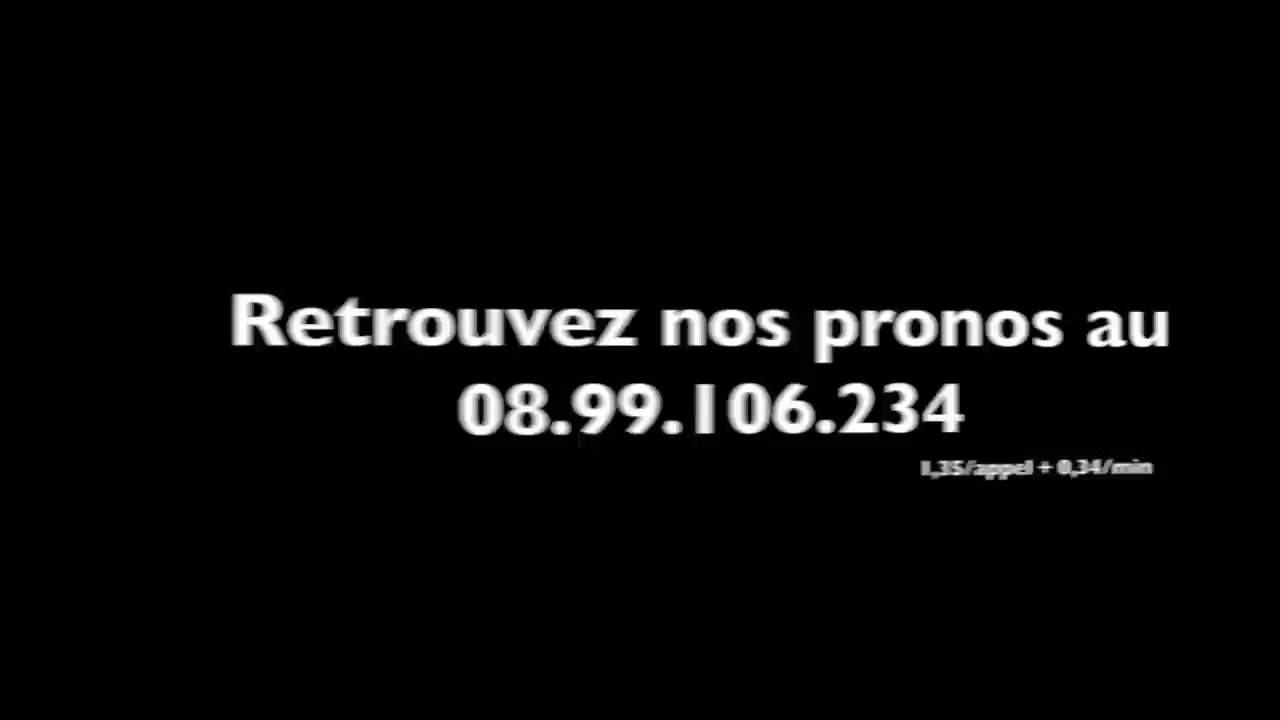 Retrouvez nos pronos au
08.99.106.234
1,35/appel + 0,34/min